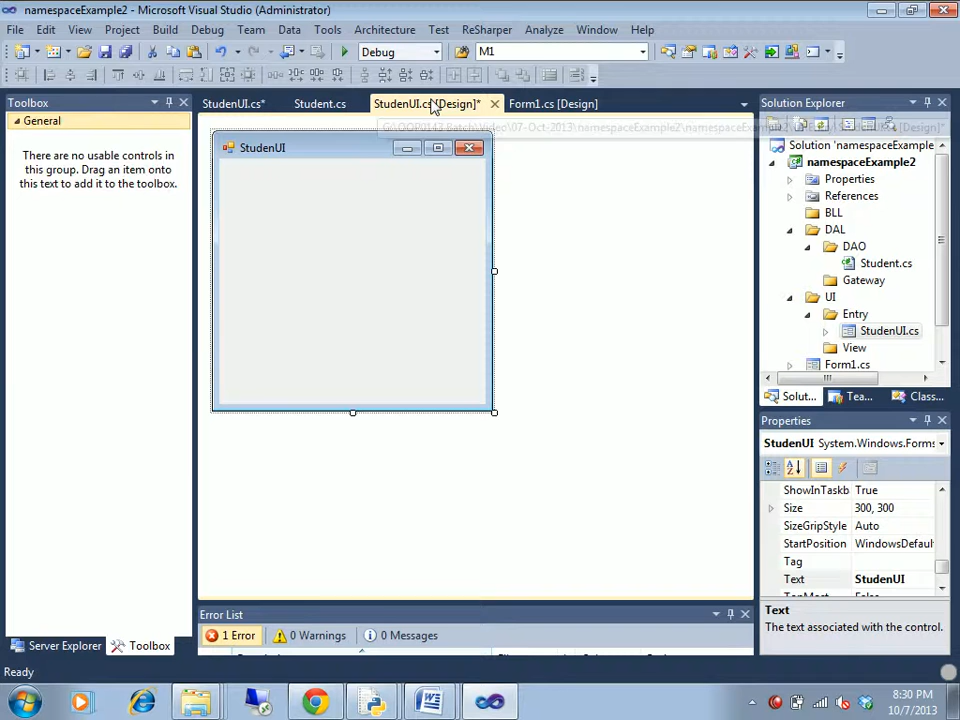 namespaceExample2 - Microsoft Visual Studio (Administrator)
File Edit View Project Build Debug Team Data Tools Architecture Test ReSharper Analyze Window Help
Debug M1
Toolbox
General
There are no usable controls in
this group. Drag an item onto
this text to add it to the toolbox.
Server Explorer Toolbox
StudenUI.cs* Student.cs StudenUI.cs [Design]* Form1.cs [Design]
StudenUI
Error List
1 Error 0 Warnings 0 Messages
Solution Explorer
Solution 'namespaceExample
namespaceExample2
Properties
References
BLL
DAL
DAO
Student.cs
Gateway
UI
Entry
StudenUI.cs
View
Form1.cs
Solut... Tea... Class...
Properties
StudenUI System.Windows.Forms
ShowInTaskb True
Size 300, 300
SizeGripStyle Auto
StartPosition WindowsDefaul
Tag
Text StudenUI
Text
The text associated with the control.
Ready
8:30 PM
10/7/2013